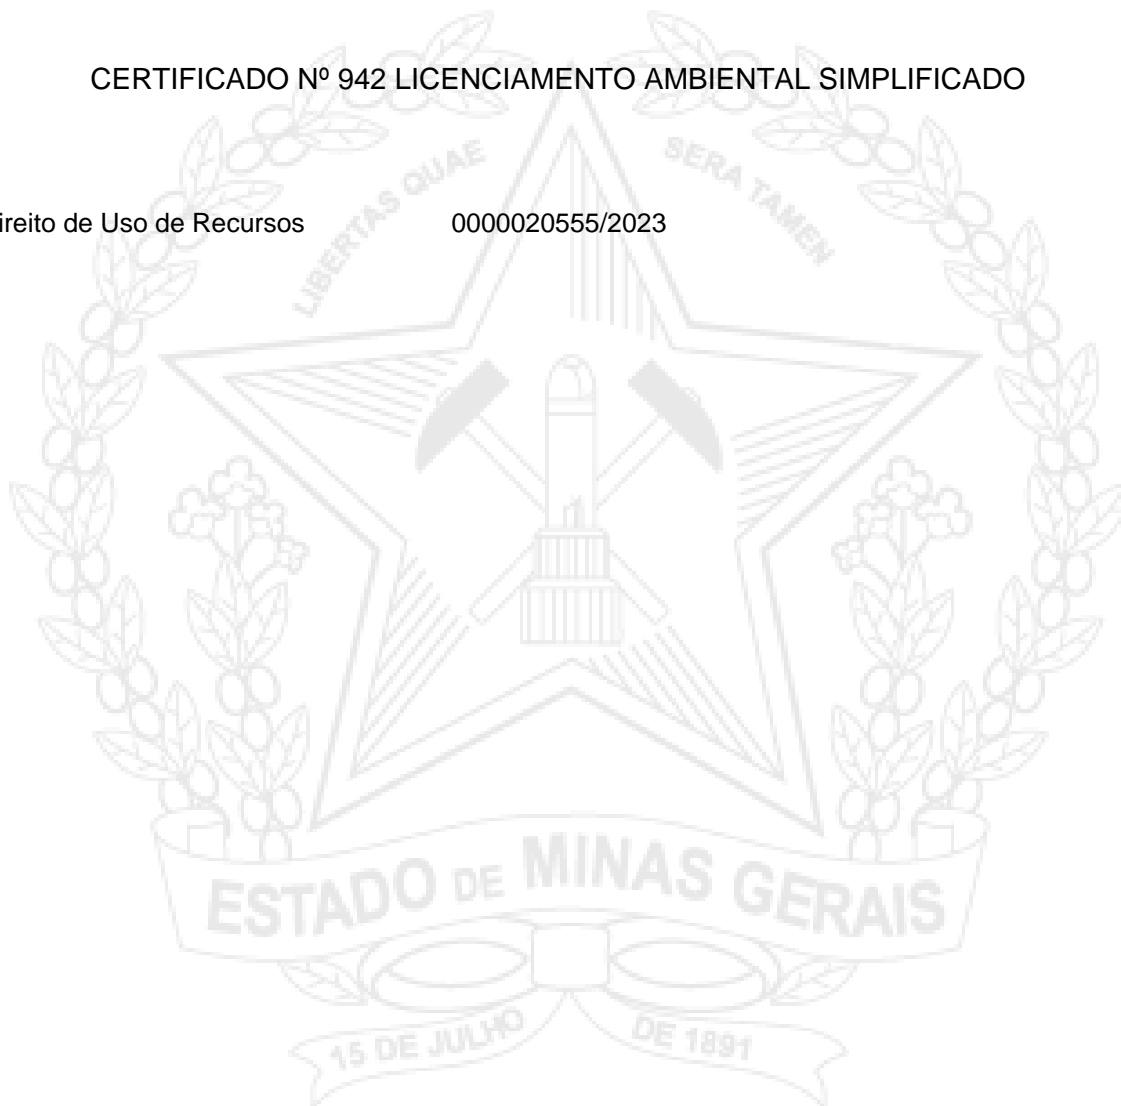 CERTIFICADO Nº 942 LICENCIAMENTO AMBIENTAL SIMPLIFICADO
LIBERTAS QUAE SERA TAMEN
ireito de Uso de Recursos 0000020555/2023
ESTADO DE MINAS GERAIS
15 DE JULHO DE 1891